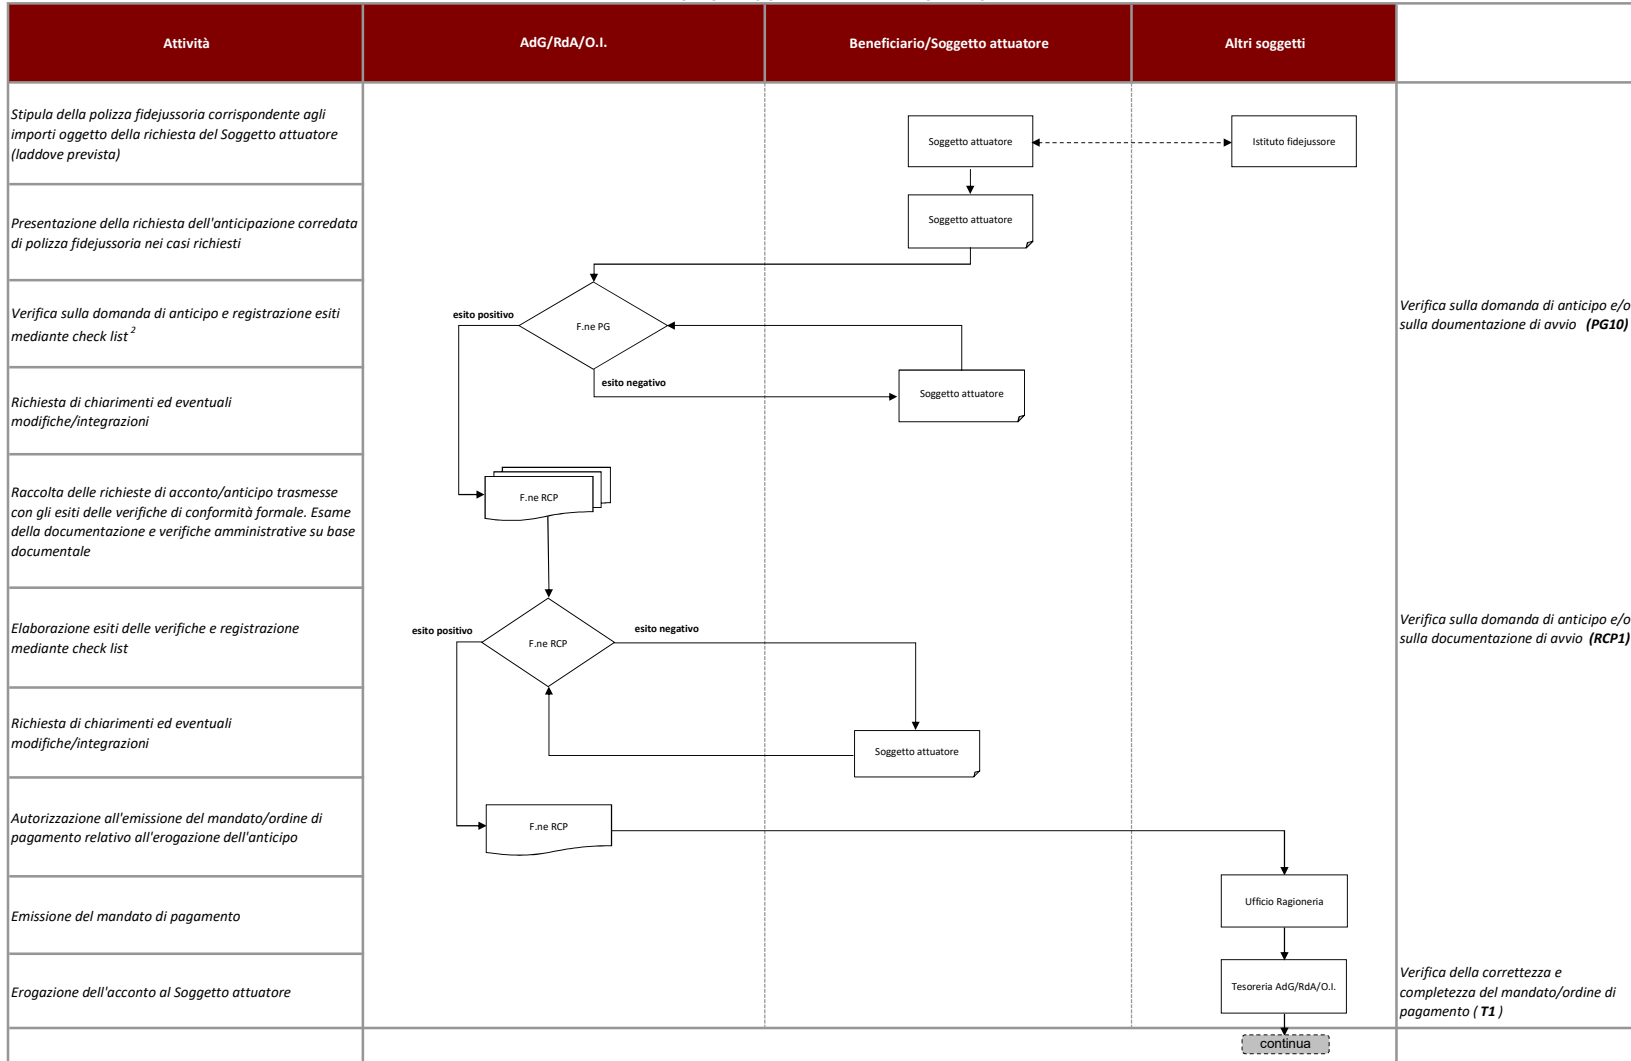 Attività
AdG/RdA/O.I.
Beneficiario/Soggetto attuatore
Altri soggetti
Stipula della polizza fidejussoria corrispondente agli
importi oggetto della richiesta del Soggetto attuatore
(laddove prevista)
Soggetto attuatore
Istituto fidejussore
Presentazione della richiesta dell'anticipazione corredata
di polizza fidejussoria nei casi richiesti
Soggetto attuatore
Verifica sulla domanda di anticipo e registrazione esiti
mediante check list 2
esito positivo
F.ne PG
esito negativo
Verifica sulla domanda di anticipo e/o
sulla doumentazione di avvio (PG10)
Richiesta di chiarimenti ed eventuali
modifiche/integrazioni
Soggetto attuatore
Raccolta delle richieste di acconto/anticipo trasmesse
con gli esiti delle verifiche di conformità formale. Esame
della documentazione e verifiche amministrative su base
documentale
F.ne RCP
Elaborazione esiti delle verifiche e registrazione
mediante check list
esito positivo
F.ne RCP
esito negativo
Verifica sulla domanda di anticipo e/o
sulla documentazione di avvio (RCP1)
Richiesta di chiarimenti ed eventuali
modifiche/integrazioni
Soggetto attuatore
Autorizzazione all'emissione del mandato/ordine di
pagamento relativo all'erogazione dell'anticipo
F.ne RCP
Emissione del mandato di pagamento
Ufficio Ragioneria
Erogazione dell'acconto al Soggetto attuatore
Tesoreria AdG/RdA/O.I.
Verifica della correttezza e
completezza del mandato/ordine di
pagamento ( T1 )
continua